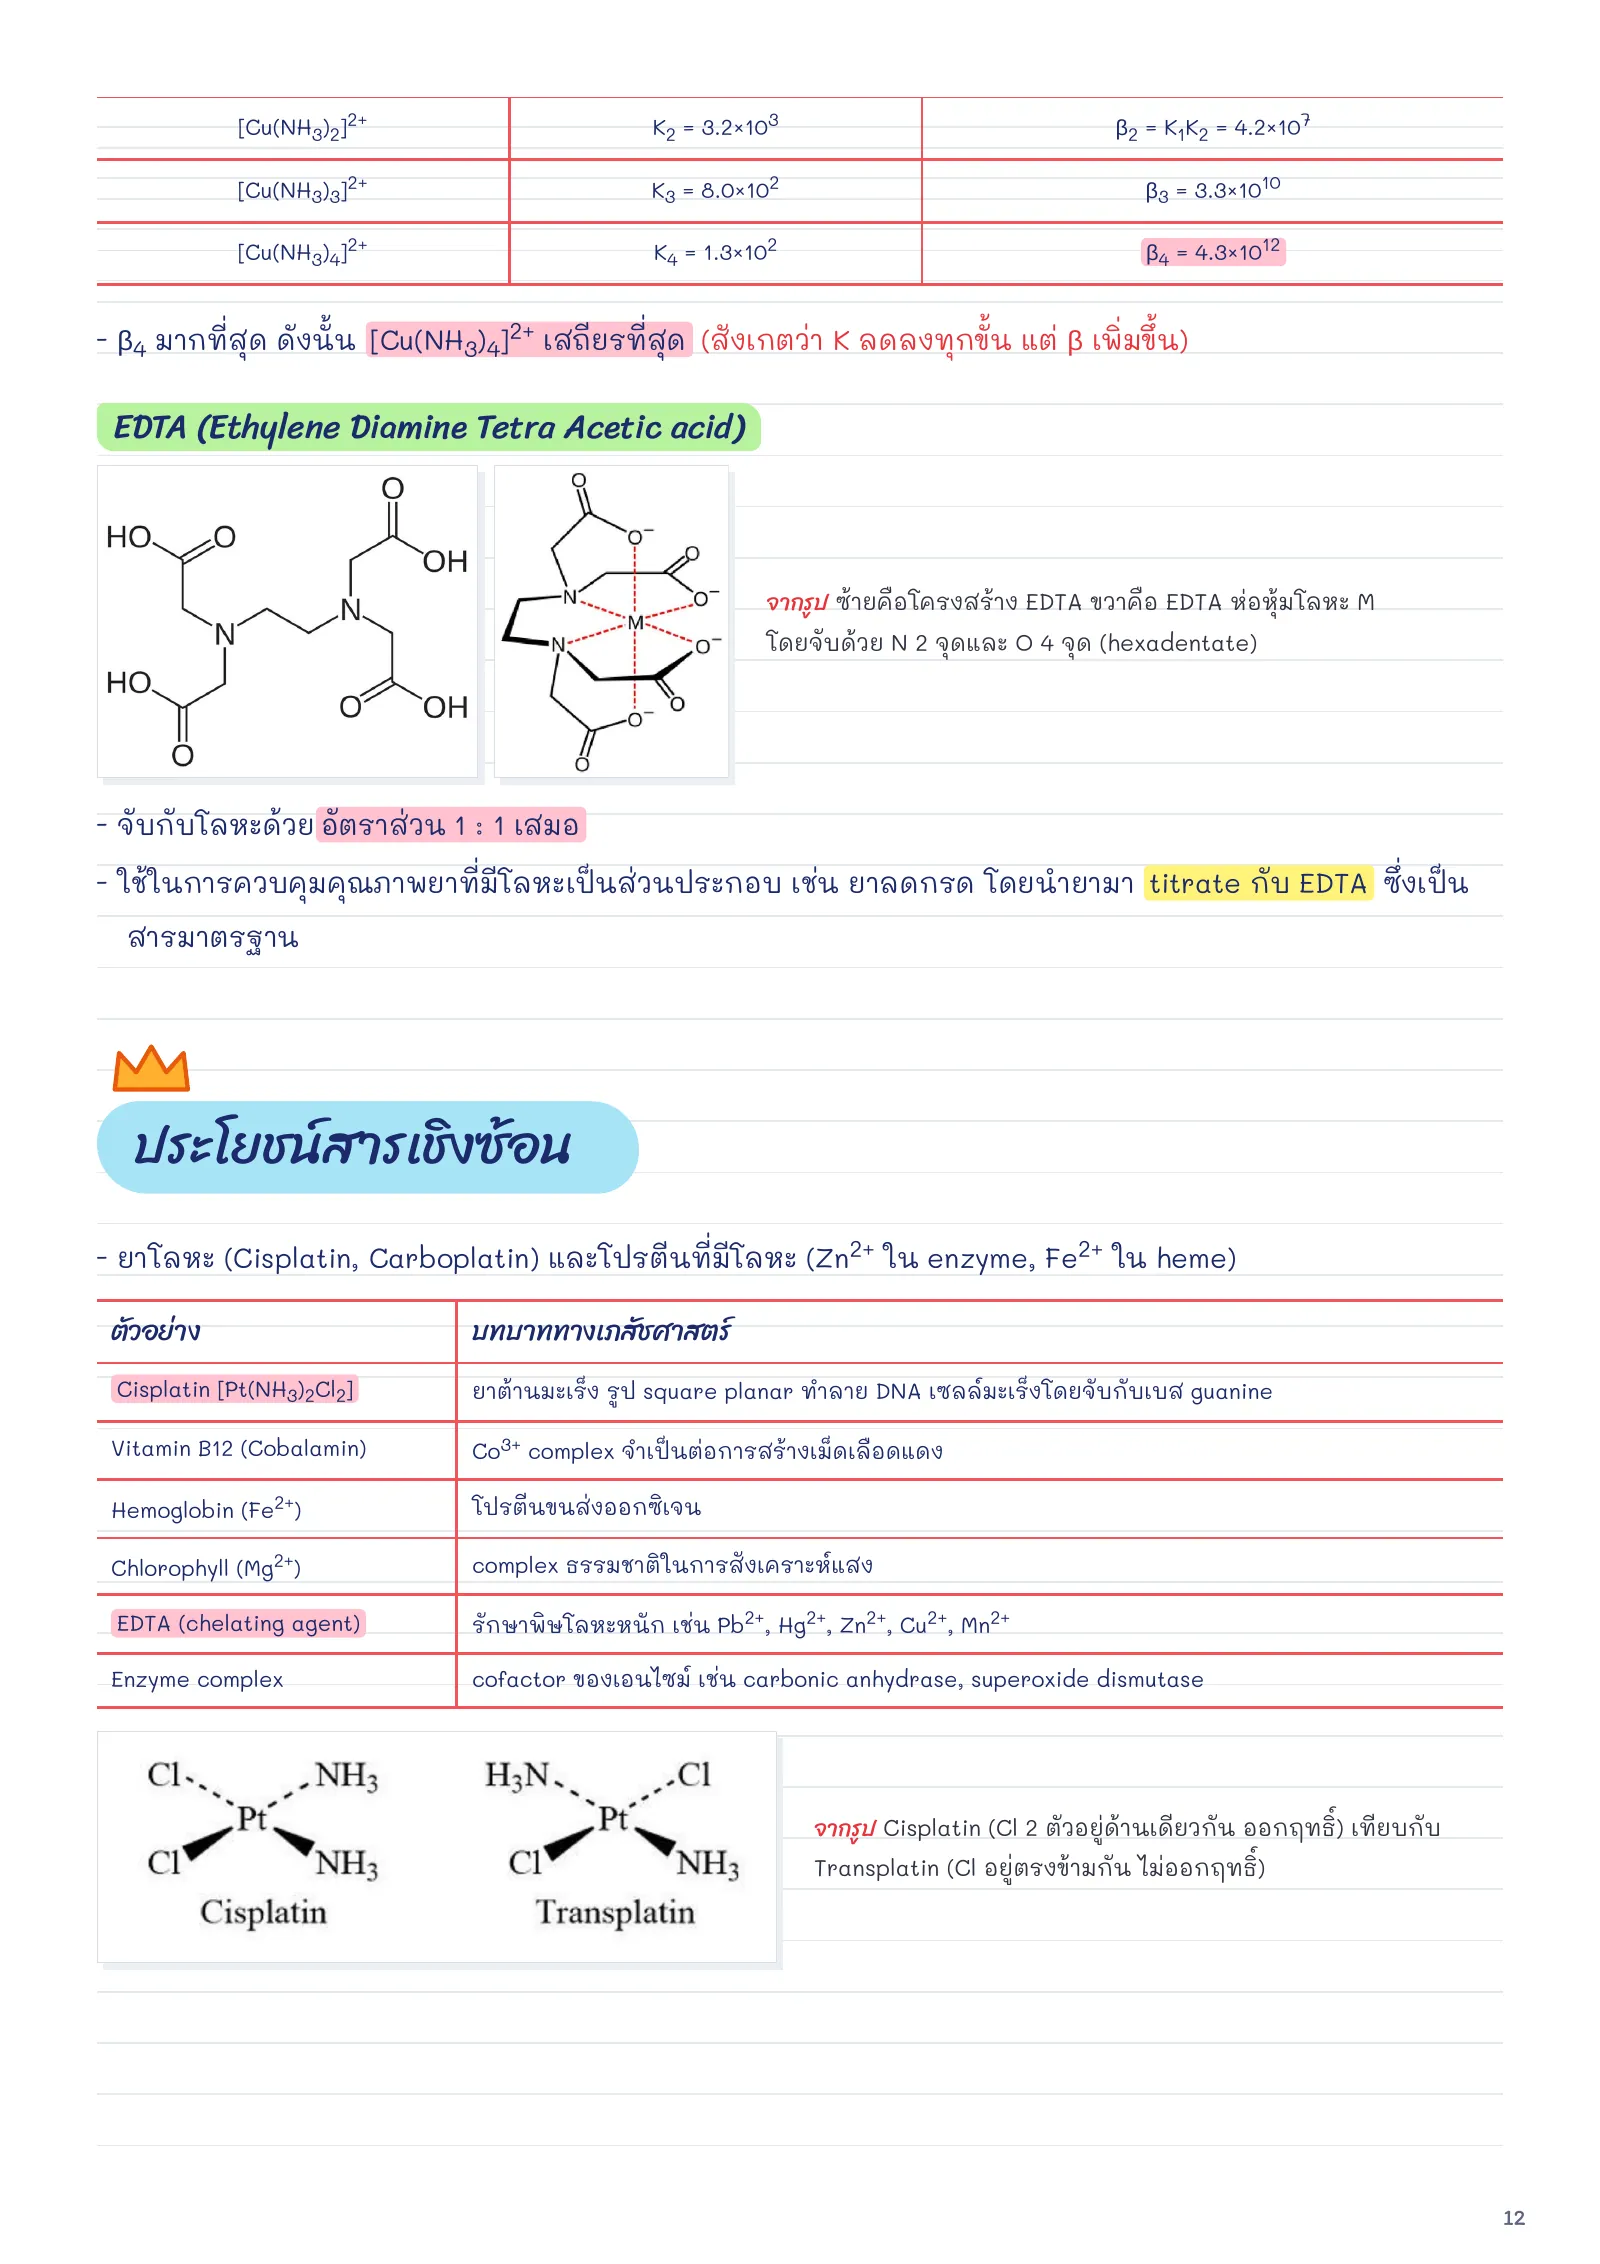 [Cu(NH₃)₂]²⁺ K₂ = 3.2×10³ β₂ = K₁K₂ = 4.2×10⁷
[Cu(NH₃)₃]²⁺ K₃ = 8.0×10² β₃ = 3.3×10¹⁰
[Cu(NH₃)₄]²⁺ K₄ = 1.3×10² β₄ = 4.3×10¹²
- β₄ มากที่สุด ดังนั้น [Cu(NH₃)₄]²⁺ เสถียรที่สุด (สังเกตว่า K ลดลงทุกขั้น แต่ β เพิ่มขึ้น)
EDTA (Ethylene Diamine Tetra Acetic acid)
HO O O OH
N N
HO O O OH
O O⁻ O O⁻
N M N
O⁻ O O⁻ O
จากรูป ซ้ายคือโครงสร้าง EDTA ขวาคือ EDTA ห่อหุ้มโลหะ M
โดยจับด้วย N 2 จุดและ O 4 จุด (hexadentate)
- จับกับโลหะด้วย อัตราส่วน 1 : 1 เสมอ
- ใช้ในการควบคุมคุณภาพยาที่มีโลหะเป็นส่วนประกอบ เช่น ยาลดกรด โดยนำยามา titrate กับ EDTA ซึ่งเป็น
สารมาตรฐาน
ประโยชน์สารเชิงซ้อน
- ยาโลหะ (Cisplatin, Carboplatin) และโปรตีนที่มีโลหะ (Zn²⁺ ใน enzyme, Fe²⁺ ใน heme)
ตัวอย่าง บทบาททางเภสัชศาสตร์
Cisplatin [Pt(NH₃)₂Cl₂] ยาต้านมะเร็ง รูป square planar ทำลาย DNA เซลล์มะเร็งโดยจับกับเบส guanine
Vitamin B12 (Cobalamin) Co³⁺ complex จำเป็นต่อการสร้างเม็ดเลือดแดง
Hemoglobin (Fe²⁺) โปรตีนขนส่งออกซิเจน
Chlorophyll (Mg²⁺) complex ธรรมชาติในการสังเคราะห์แสง
EDTA (chelating agent) รักษาพิษโลหะหนัก เช่น Pb²⁺, Hg²⁺, Zn²⁺, Cu²⁺, Mn²⁺
Enzyme complex cofactor ของเอนไซม์ เช่น carbonic anhydrase, superoxide dismutase
Cl NH₃ H₃N Cl
Pt Pt
Cl NH₃ Cl NH₃
Cisplatin Transplatin
จากรูป Cisplatin (Cl 2 ตัวอยู่ด้านเดียวกัน ออกฤทธิ์) เทียบกับ
Transplatin (Cl อยู่ตรงข้ามกัน ไม่ออกฤทธิ์)
12